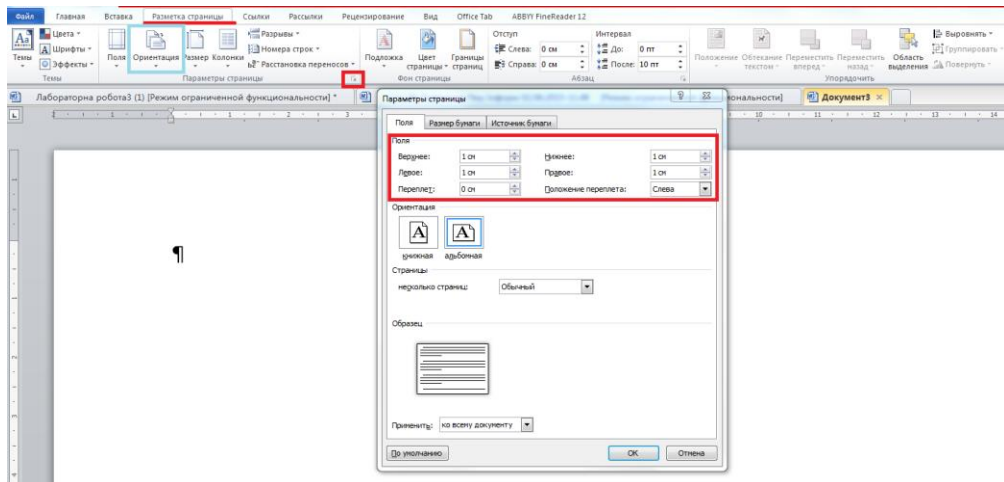 Файл Главная Вставка Разметка страницы Ссылки Рассылки Рецензирование Вид Office Tab ABBYY FineReader 12
Цвета
Шрифты
Эффекты
Темы
Поля Ориентация Размер Колонки
Разрывы
Номера строк
Расстановка переносов
Подложка Цвет страницы Границы страниц
Отступ Интервал
Слева: 0 см До: 0 пт
Справа: 0 см После: 10 пт
Положение Обтекание текстом Переместить вперед Переместить назад Область выделения
Выровнять
Группировать
Повернуть
Темы Параметры страницы Фон страницы Абзац Упорядочить
Лабораторна робота3 (1) [Режим ограниченной функциональности] *
Документ3
Параметры страницы
Поля Размер бумаги Источник бумаги
Поля
Верхнее: 1 см Нижнее: 1 см
Левое: 1 см Правое: 1 см
Переплет: 0 см Положение переплета: Слева
Ориентация
A A
книжная альбомная
Страницы
несколько страниц: Обычный
Образец
Применить: ко всему документу
По умолчанию ОК Отмена
¶